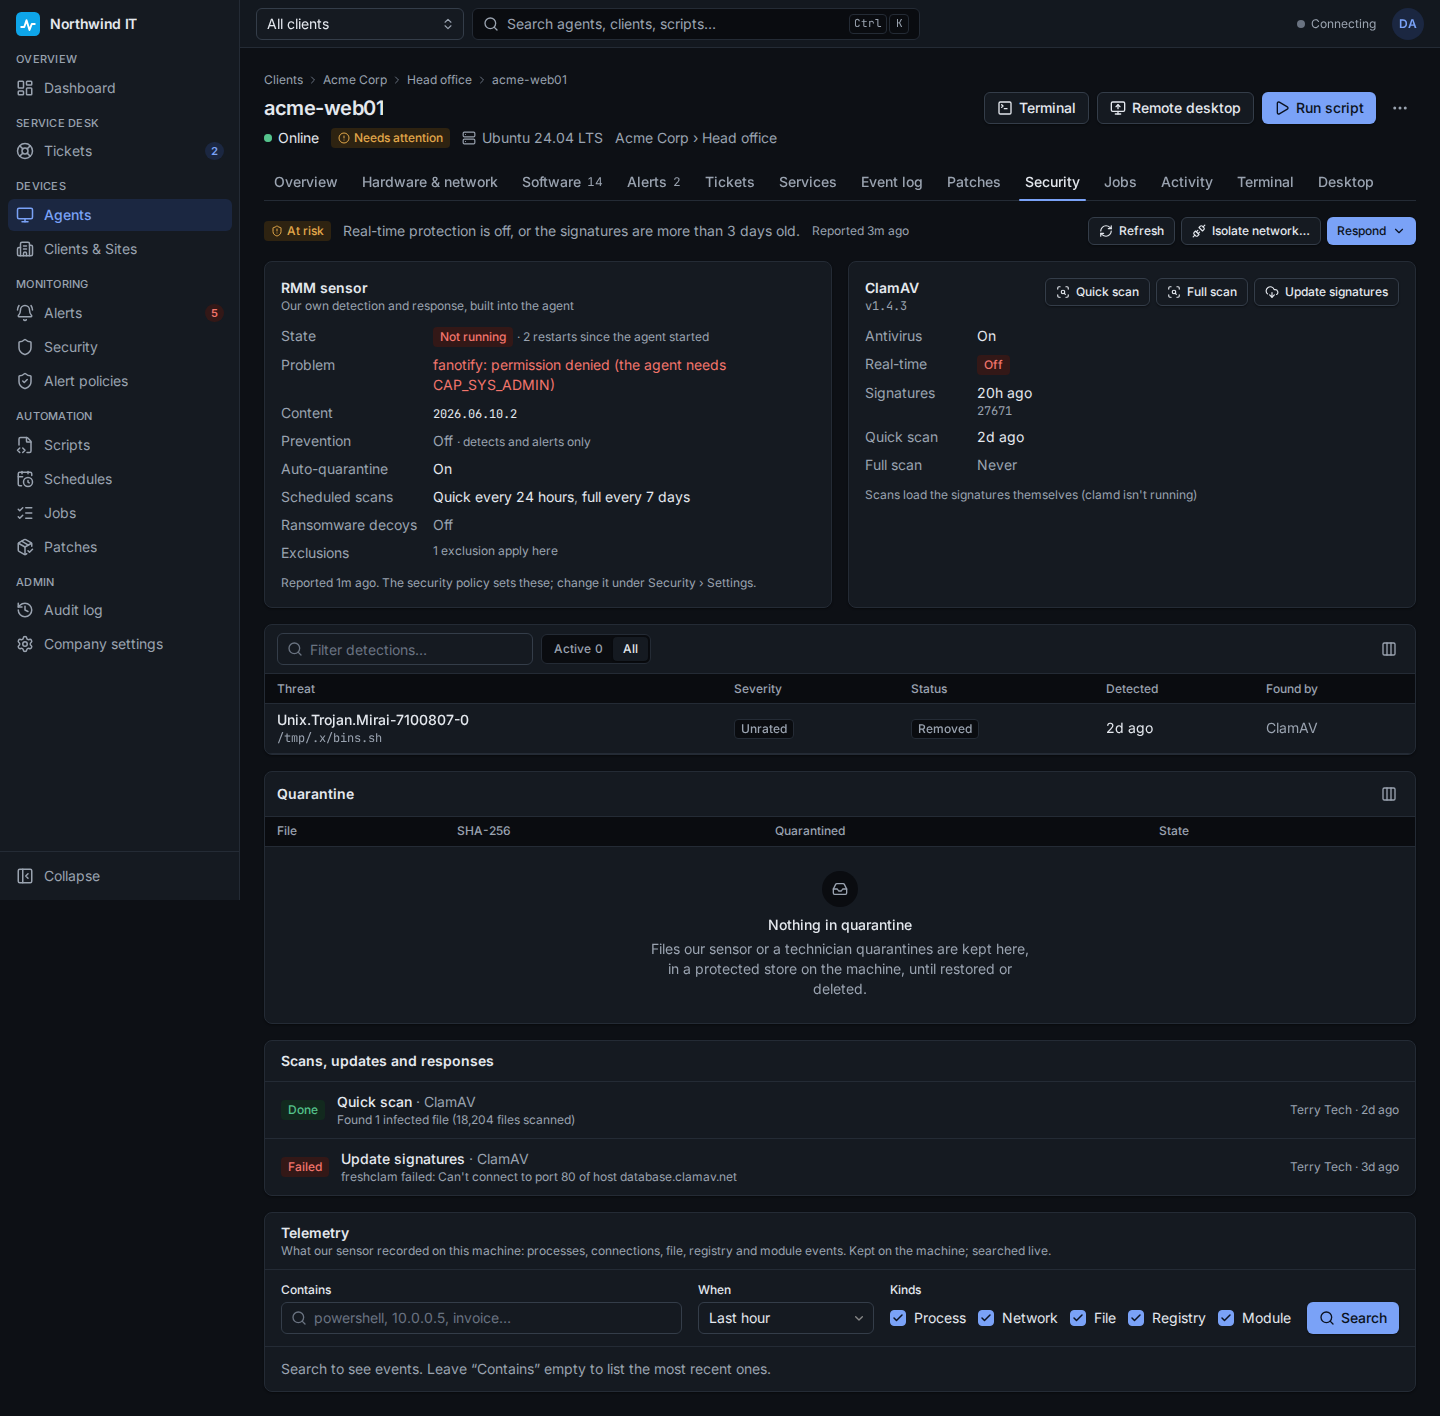 Northwind IT
All clients
Search agents, clients, scripts...
Ctrl K
Connecting
DA
OVERVIEW
Dashboard
SERVICE DESK
Tickets 2
DEVICES
Agents
Clients & Sites
MONITORING
Alerts 5
Security
Alert policies
AUTOMATION
Scripts
Schedules
Jobs
Patches
ADMIN
Audit log
Company settings
Collapse
Clients > Acme Corp > Head office > acme-web01
acme-web01
Terminal
Remote desktop
Run script
Online
Needs attention
Ubuntu 24.04 LTS
Acme Corp › Head office
Overview Hardware & network Software 14 Alerts 2 Tickets Services Event log Patches Security Jobs Activity Terminal Desktop
At risk
Real-time protection is off, or the signatures are more than 3 days old.
Reported 3m ago
Refresh
Isolate network...
Respond
RMM sensor
Our own detection and response, built into the agent
State Not running · 2 restarts since the agent started
Problem fanotify: permission denied (the agent needs
CAP_SYS_ADMIN)
Content 2026.06.10.2
Prevention Off · detects and alerts only
Auto-quarantine On
Scheduled scans Quick every 24 hours, full every 7 days
Ransomware decoys Off
Exclusions 1 exclusion apply here
Reported 1m ago. The security policy sets these; change it under Security › Settings.
ClamAV
v1.4.3
Quick scan
Full scan
Update signatures
Antivirus On
Real-time Off
Signatures 20h ago
27671
Quick scan 2d ago
Full scan Never
Scans load the signatures themselves (clamd isn't running)
Filter detections...
Active 0 All
Threat Severity Status Detected Found by
Unix.Trojan.Mirai-7100807-0
/tmp/.x/bins.sh
Unrated
Removed
2d ago
ClamAV
Quarantine
File SHA-256 Quarantined State
Nothing in quarantine
Files our sensor or a technician quarantines are kept here,
in a protected store on the machine, until restored or
deleted.
Scans, updates and responses
Done
Quick scan · ClamAV
Found 1 infected file (18,204 files scanned)
Terry Tech · 2d ago
Failed
Update signatures · ClamAV
freshclam failed: Can't connect to port 80 of host database.clamav.net
Terry Tech · 3d ago
Telemetry
What our sensor recorded on this machine: processes, connections, file, registry and module events. Kept on the machine; searched live.
Contains
powershell, 10.0.0.5, invoice...
When
Last hour
Kinds
Process Network File Registry Module
Search
Search to see events. Leave “Contains” empty to list the most recent ones.